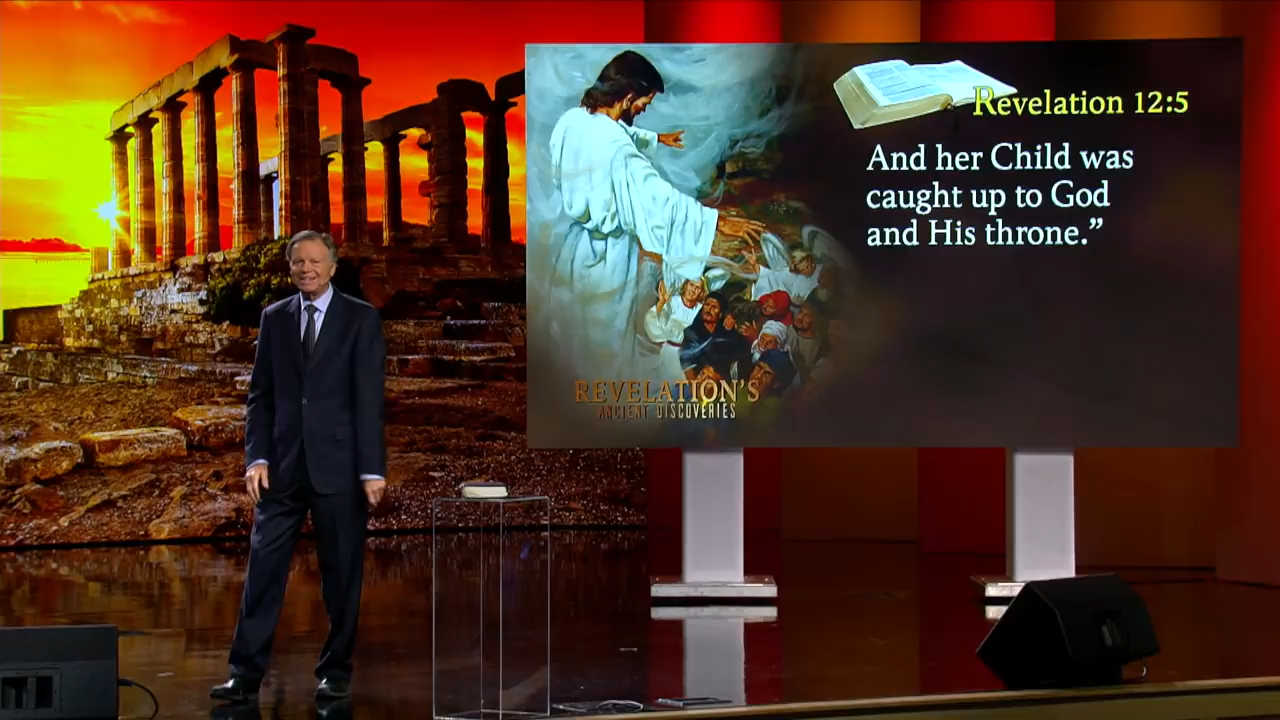 Revelation 12:5
And her Child was
caught up to God
and His throne.”
REVELATION'S
ANCIENT DISCOVERIES